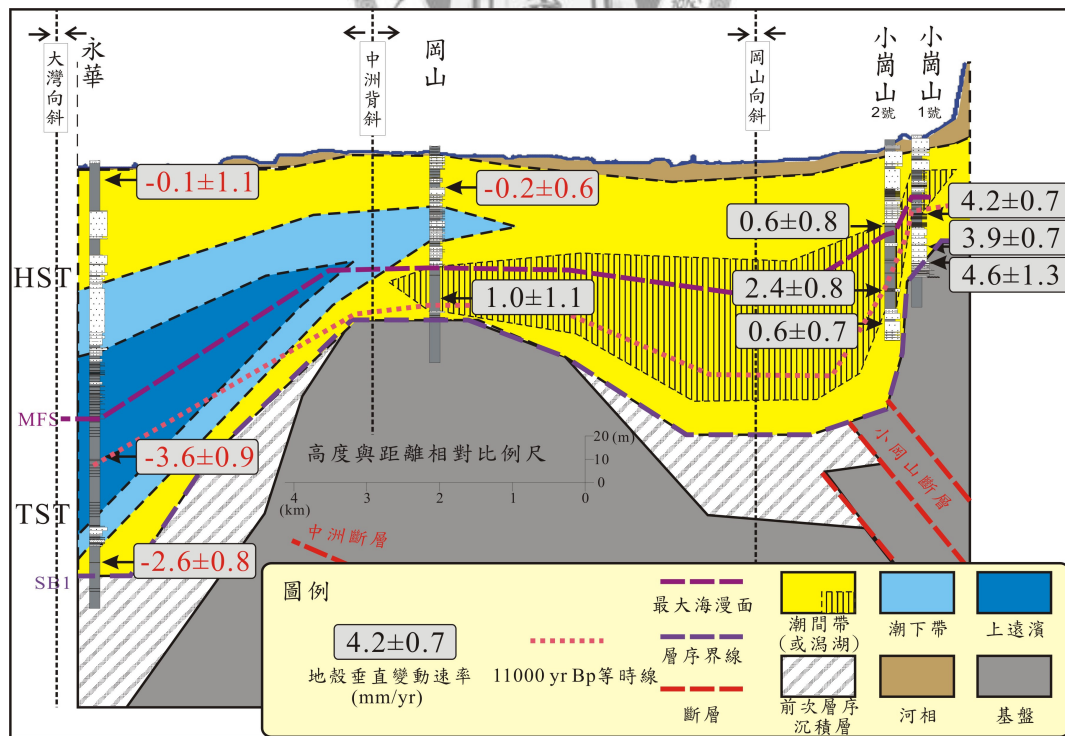 大灣向斜
永華
中洲背斜
岡山
岡山向斜
小崗山
2號
小崗山
1號
-0.1±1.1
-0.2±0.6
0.6±0.8
4.2±0.7
3.9±0.7
HST
1.0±1.1
2.4±0.8
4.6±1.3
0.6±0.7
MFS
高度與距離相對比例尺
20 (m)
10
0
4 3 2 1 0
(km)
-3.6±0.9
TST
小岡山斷層
中洲斷層
-2.6±0.8
SB1
圖例
4.2±0.7
地殼垂直變動速率
(mm/yr)
11000 yr Bp等時線
最大海漫面
層序界線
斷層
潮間帶
(或潟湖)
潮下帶
上遠濱
前次層序
沉積層
河相
基盤